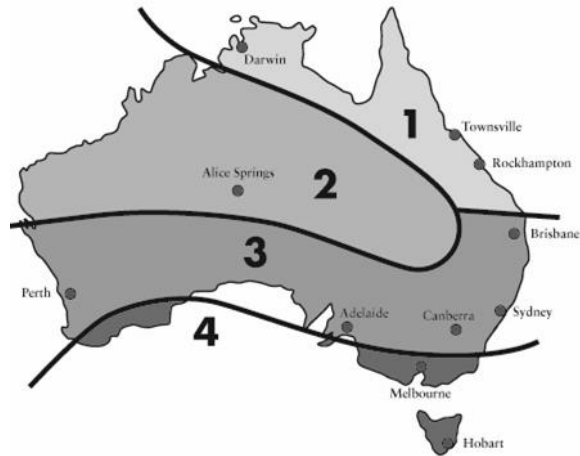 Darwin
1
Townsville
Rockhampton
Alice Springs
2
Brisbane
3
Perth
Adelaide
Canberra
Sydney
4
Melbourne
Hobart